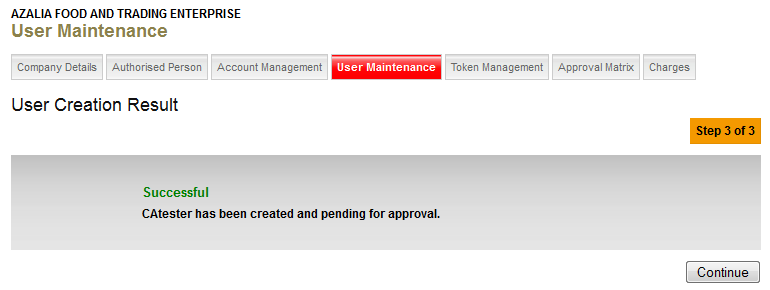 AZALIA FOOD AND TRADING ENTERPRISE
User Maintenance
Company Details Authorised Person Account Management User Maintenance Token Management Approval Matrix Charges
User Creation Result
Step 3 of 3
Successful
CAtester has been created and pending for approval.
Continue